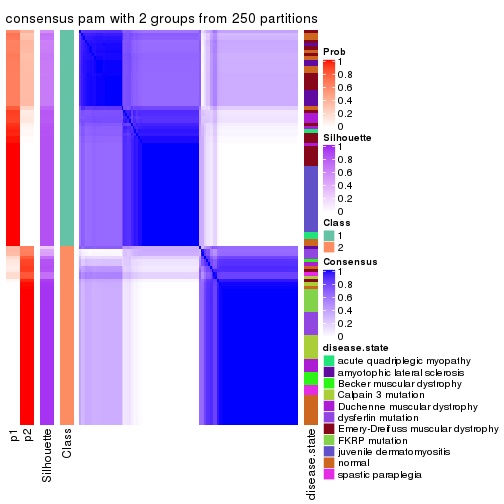 consensus pam with 2 groups from 250 partitions
Prob
1
0.8
0.6
0.4
0.2
0
Silhouette
1
0.8
0.6
0.4
0.2
0
Class
1
2
Consensus
1
0.8
0.6
0.4
0.2
0
disease.state
acute quadriplegic myopathy
amyotophic lateral sclerosis
Becker muscular dystrophy
Calpain 3 mutation
Duchenne muscular dystrophy
dysferlin mutation
Emery-Dreifuss muscular dystrophy
FKRP mutation
juvenile dermatomyositis
normal
spastic paraplegia
p1
p2
Silhouette
Class
disease.state